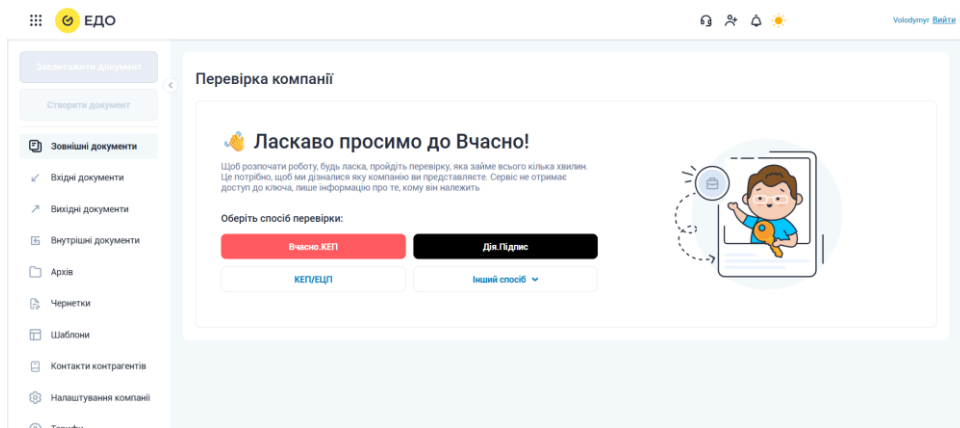 ЕДО
Volodymyr Вийти
Завантажити документ
Створити документ
Зовнішні документи
Вхідні документи
Вихідні документи
Внутрішні документи
Архів
Чернетки
Шаблони
Контакти контрагентів
Налаштування компанії
Тарифи
Перевірка компанії
Ласкаво просимо до Вчасно!
Щоб розпочати роботу, будь ласка, пройдіть перевірку, яка займе всього кілька хвилин.
Це потрібно, щоб ми дізналися яку компанію ви представляєте. Сервіс не отримає
доступ до ключа, лише інформацію про те, кому він належить
Оберіть спосіб перевірки:
Вчасно.КЕП
Дія.Підпис
КЕП/ЕЦП
Інший спосіб